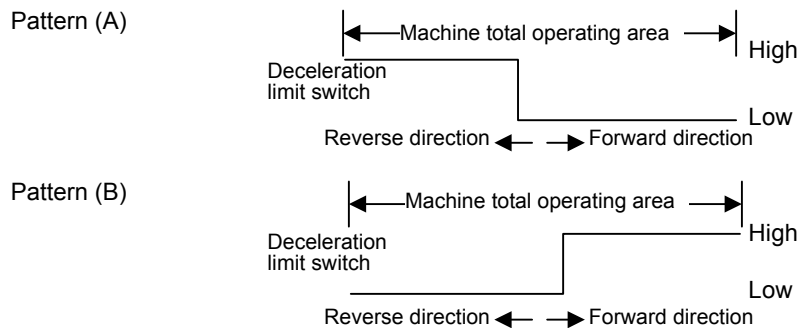 Pattern (A)
Machine total operating area
High
Deceleration
limit switch
Low
Reverse direction
Forward direction
Pattern (B)
Machine total operating area
High
Deceleration
limit switch
Low
Reverse direction
Forward direction